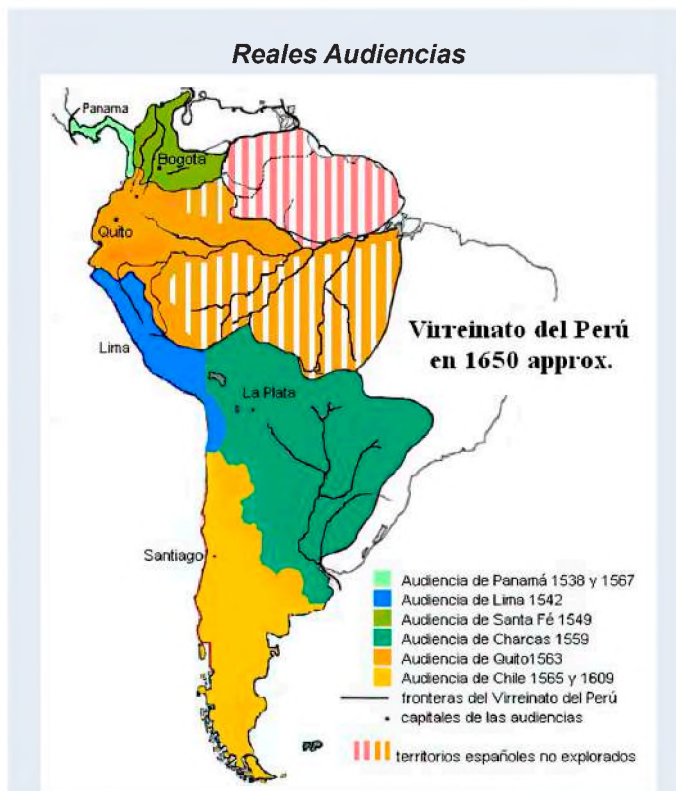 Reales Audiencias
Panama
Bogota
Quito
Lima
Virreinato del Perú
en 1650 approx.
La Plata
Santiago
Audiencia de Panamá 1538 y 1567
Audiencia de Lima 1542
Audiencia de Santa Fé 1549
Audiencia de Charcas 1559
Audiencia de Quito1563
Audiencia de Chile 1565 y 1609
fronteras del Virreinato del Perú
capitales de las audiencias
territorios españoles no explorados